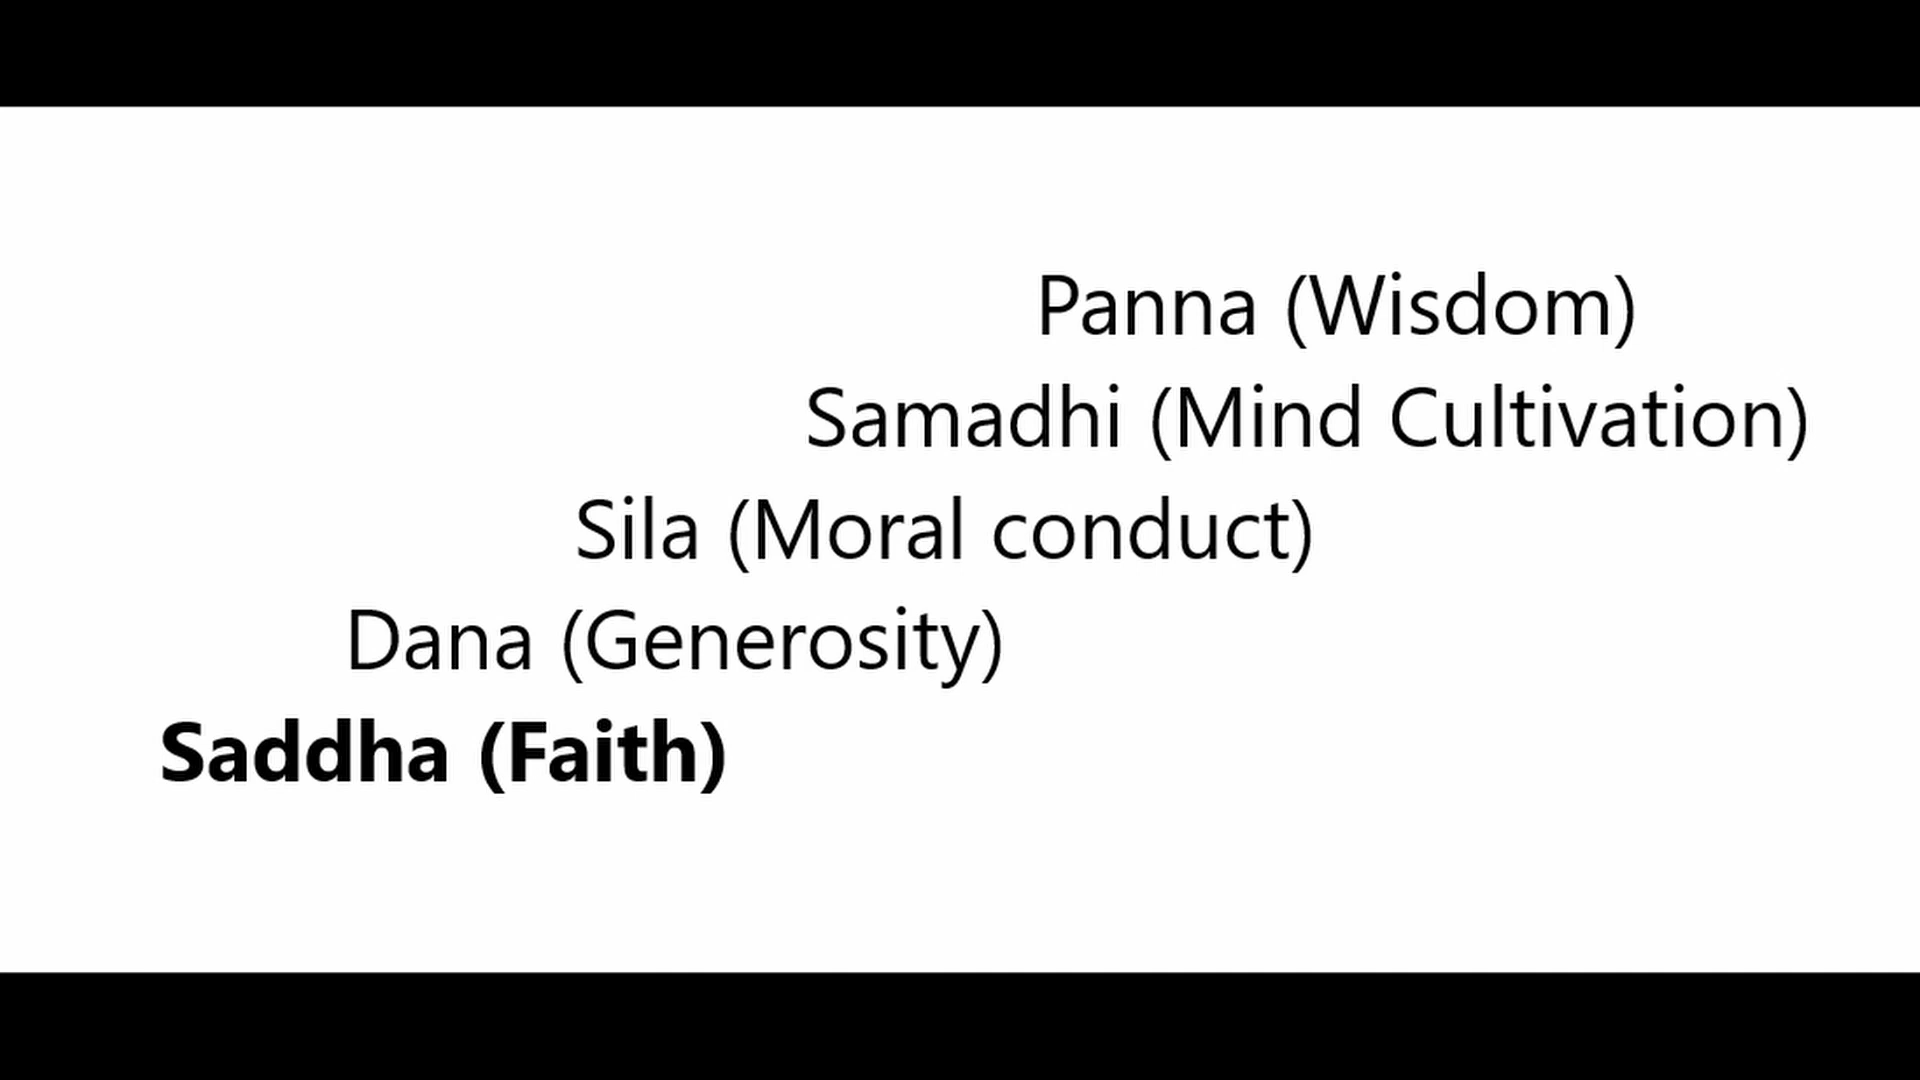 Panna (Wisdom)
Samadhi (Mind Cultivation)
Sila (Moral conduct)
Dana (Generosity)
Saddha (Faith)